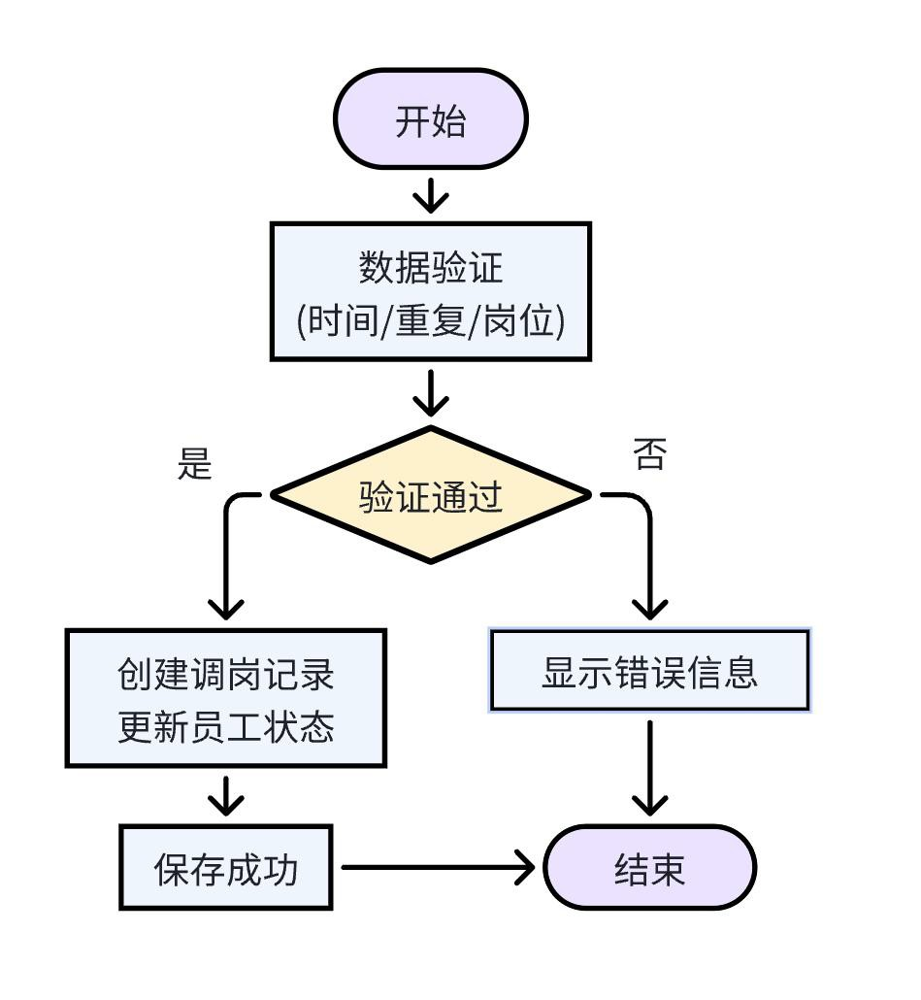 开始
数据验证
(时间/重复/岗位)
是
否
验证通过
创建调岗记录
更新员工状态
显示错误信息
保存成功
结束